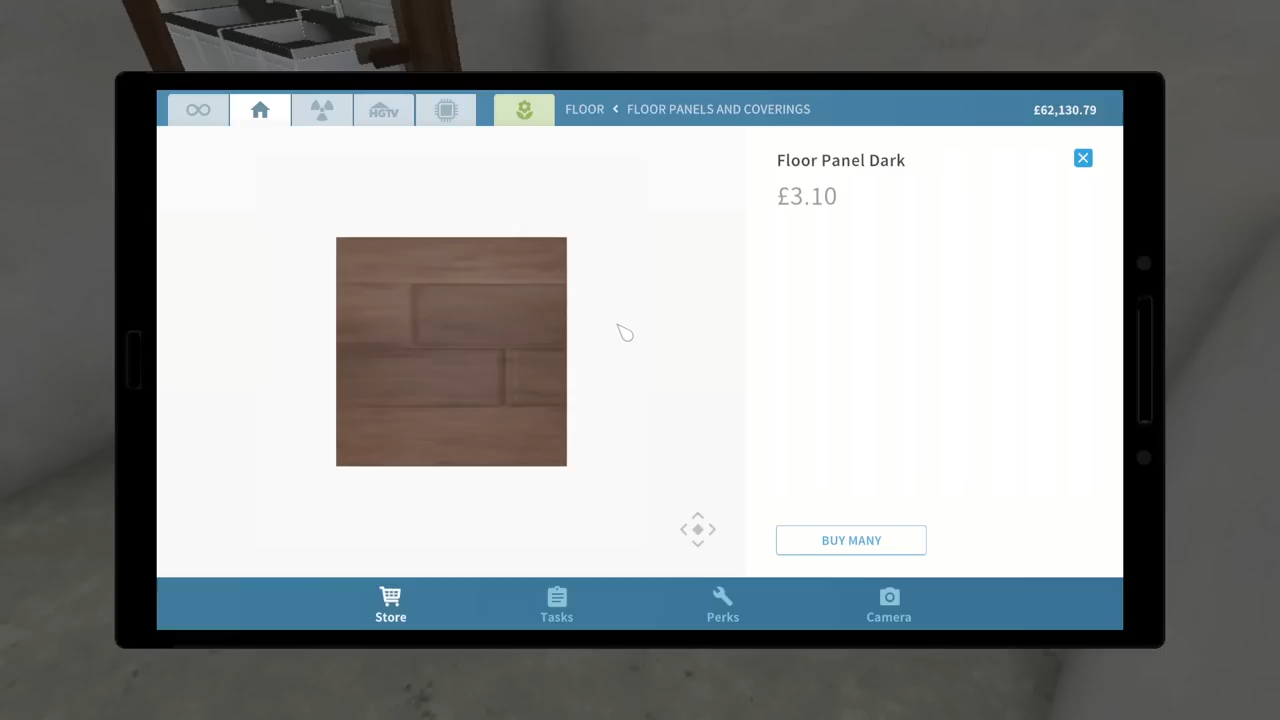 HGTV
FLOOR < FLOOR PANELS AND COVERINGS
£62,130.79
Floor Panel Dark
£3.10
BUY MANY
Store
Tasks
Perks
Camera